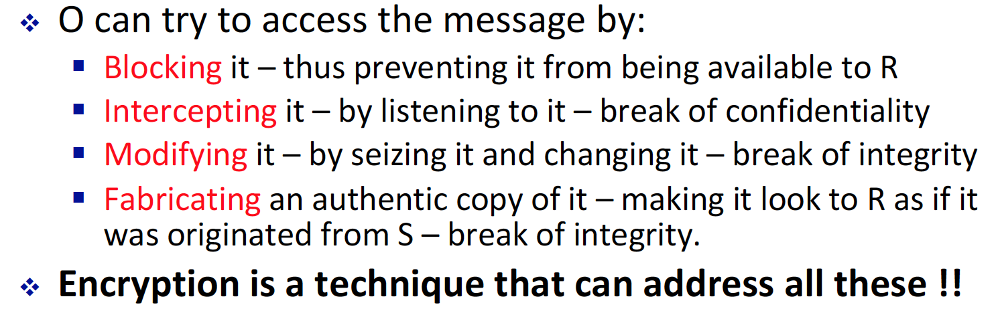 ❖ O can try to access the message by:
▪ Blocking it – thus preventing it from being available to R
▪ Intercepting it – by listening to it – break of confidentiality
▪ Modifying it – by seizing it and changing it – break of integrity
▪ Fabricating an authentic copy of it – making it look to R as if it
was originated from S – break of integrity.
❖ Encryption is a technique that can address all these !!